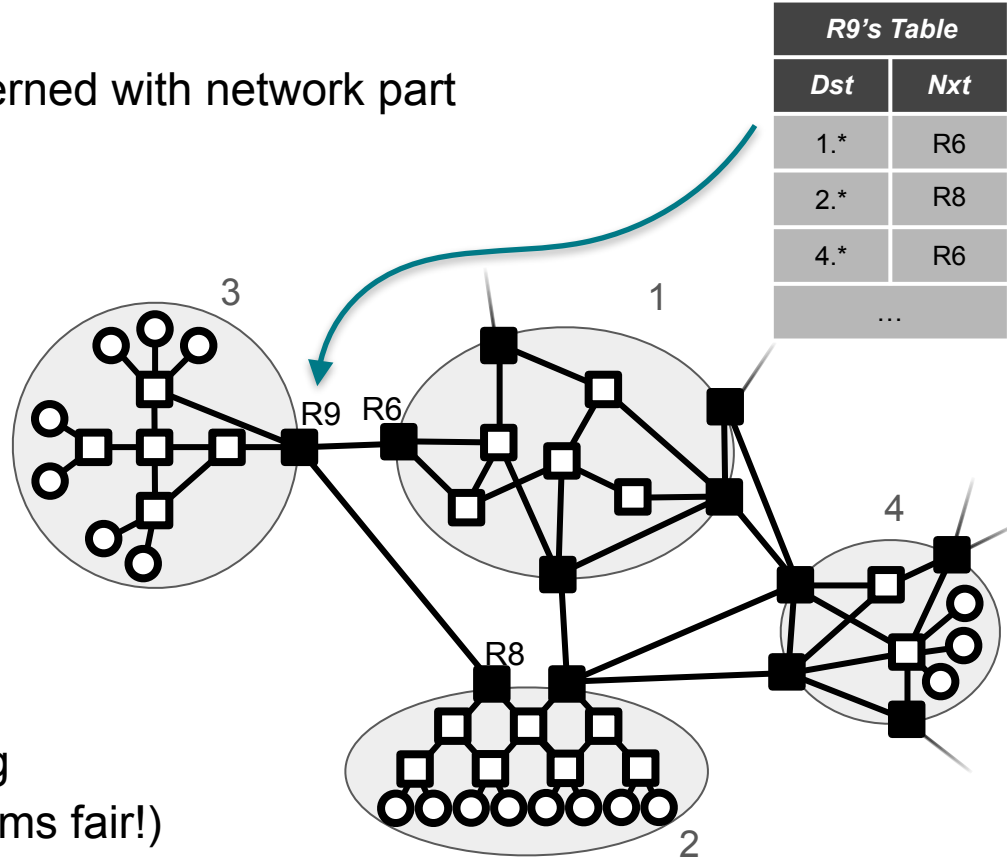 R9's Table
erned with network part
Dst Nxt
1.* R6
2.* R8
4.* R6
…
3
1
R9 R6
4
R8
g
ms fair!)
2